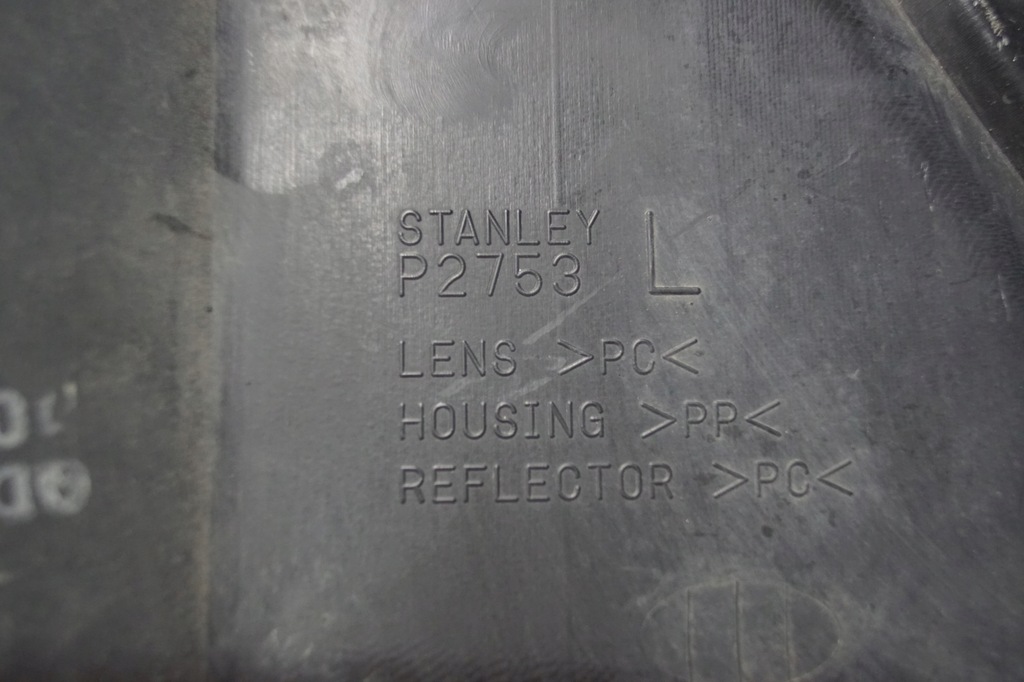 STANLEY L
P2753
LENS >PC<
HOUSING >PP<
REFLECTOR >PC<